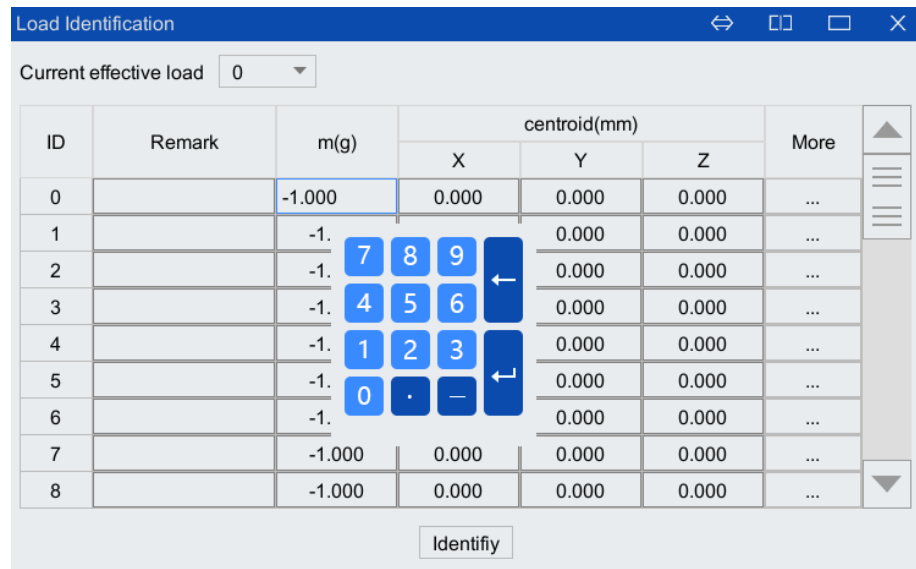 Load Identification
Current effective load 0
ID Remark m(g) centroid(mm) More
X Y Z
0 -1.000 0.000 0.000 0.000 ...
1 -1. 0.000 0.000 ...
2 -1. 0.000 0.000 ...
3 -1. 0.000 0.000 ...
4 -1. 0.000 0.000 ...
5 -1. 0.000 0.000 ...
6 -1. 0.000 0.000 ...
7 -1.000 0.000 0.000 0.000 ...
8 -1.000 0.000 0.000 0.000 ...
7 8 9 ←
4 5 6
1 2 3 ↵
0 . —
Identifiy